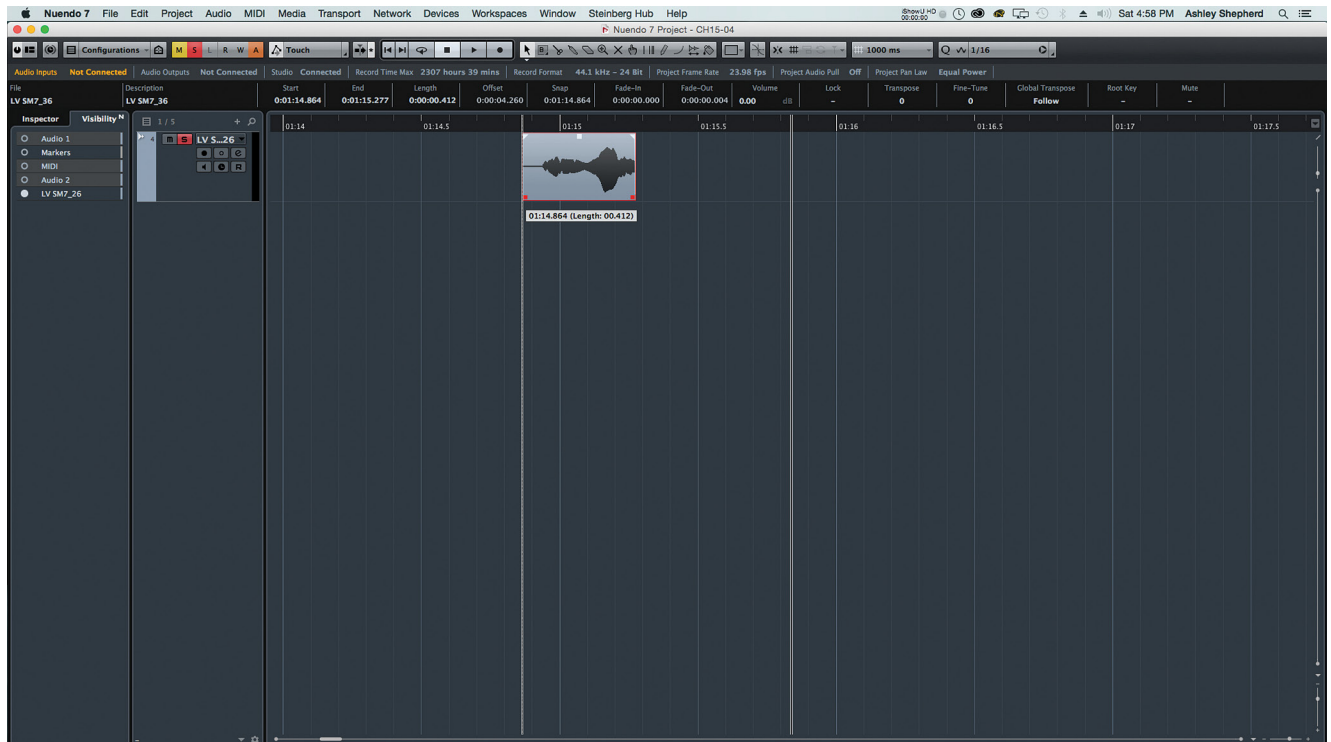 Nuendo 7 File Edit Project Audio MIDI Media Transport Network Devices Workspaces Window Steinberg Hub Help iShowU HD 00:00:00 Sat 4:58 PM Ashley Shepherd
Nuendo 7 Project - CH15-04
Configurations M S L R W A Touch 1000 ms Q 1/16
Audio Inputs Not Connected Audio Outputs Not Connected Studio Connected Record Time Max 2307 hours 39 mins Record Format 44.1 kHz - 24 Bit Project Frame Rate 23.98 fps Project Audio Pull Off Project Pan Law Equal Power
File Description Start End Length Offset Snap Fade-In Fade-Out Volume Lock Transpose Fine-Tune Global Transpose Root Key Mute
LV SM7_36 LV SM7_36 0:01:14.864 0:01:15.277 0:00:00.412 0:00:04.260 0:01:14.864 0:00:00.000 0:00:00.004 0.00 dB - 0 0 Follow - -
Inspector Visibility N 1 / 5 + 01:14 01:14.5 01:15 01:15.5 01:16 01:16.5 01:17 01:17.5
Audio 1 4 m S LV S...26
Markers e
MIDI R
Audio 2
LV SM7_26
01:14.864 (Length: 00.412)